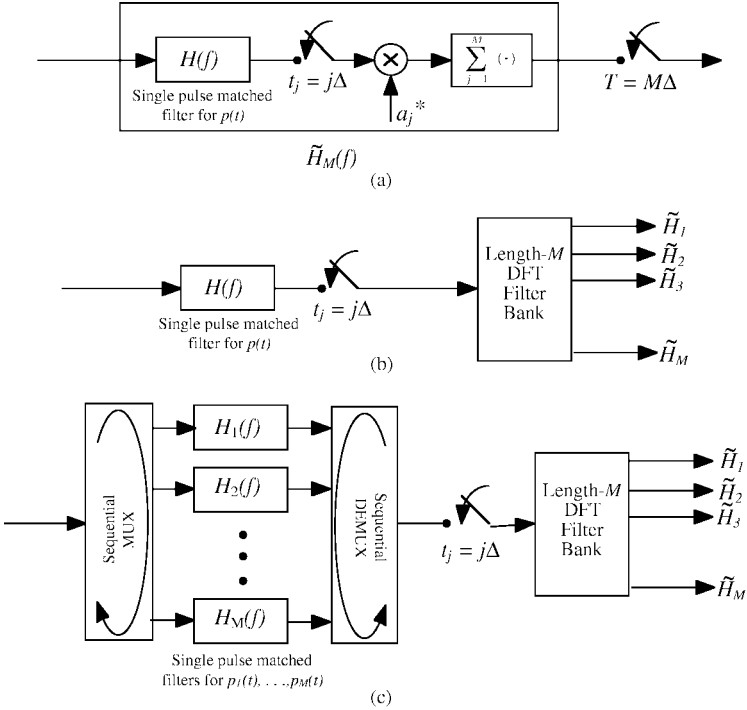 H(f)
Single pulse matched
filter for p(t)
t_j = jΔ
a_j*
M
∑ (·)
j = 1
T = MΔ
H̃_M(f)
(a)
H(f)
Single pulse matched
filter for p(t)
t_j = jΔ
Length-M
DFT
Filter
Bank
H̃_1
H̃_2
H̃_3
H̃_M
(b)
Sequential
MUX
H_1(f)
H_2(f)
H_M(f)
Single pulse matched
filters for p_1(t), . . . ,p_M(t)
Sequential
DEMUX
t_j = jΔ
Length-M
DFT
Filter
Bank
H̃_1
H̃_2
H̃_3
H̃_M
(c)